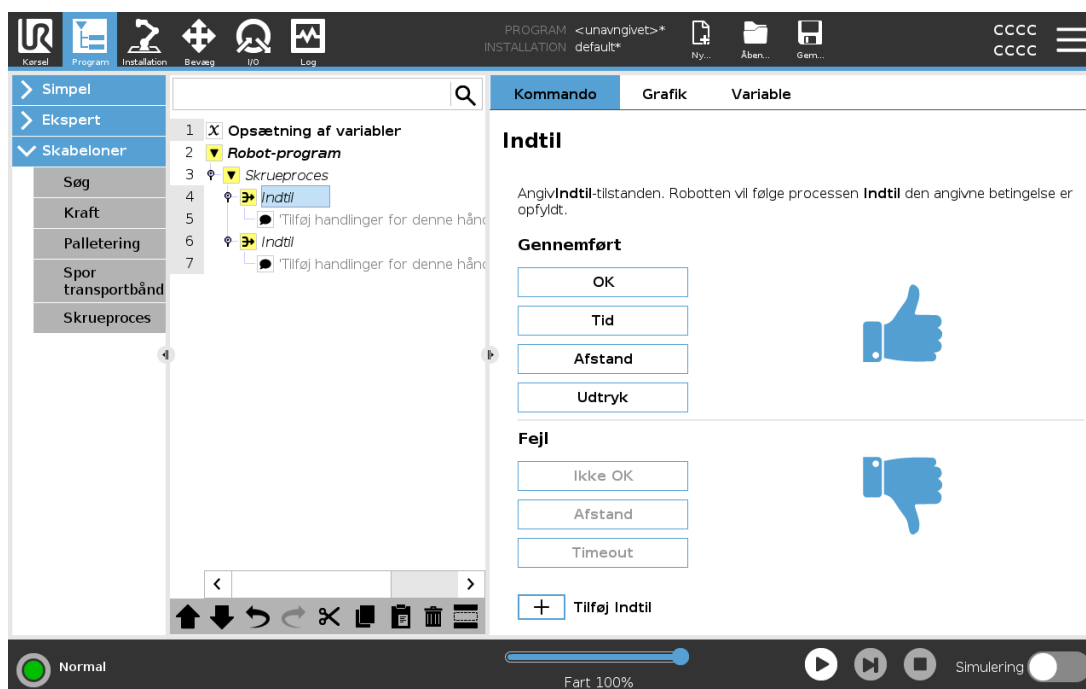 PROGRAM <unavngivet>*
INSTALLATION default*
CCCC
CCCC
Kørsel
Program
Installation
Bevæg
I/O
Log
Ny...
Åben...
Gem...
Simpel
Ekspert
Skabeloner
Søg
Kraft
Palletering
Spor
transportbånd
Skrueproces
1 X Opsætning af variabler
2 Robot-program
3 Skrueproces
4 Indtil
5 'Tilføj handlinger for denne hånd
6 Indtil
7 'Tilføj handlinger for denne hånd
Kommando
Grafik
Variable
Indtil
AngivIndtil-tilstanden. Robotten vil følge processen Indtil den angivne betingelse er
opfyldt.
Gennemført
OK
Tid
Afstand
Udtryk
Fejl
Ikke OK
Afstand
Timeout
+ Tilføj Indtil
Normal
Fart 100%
Simulering